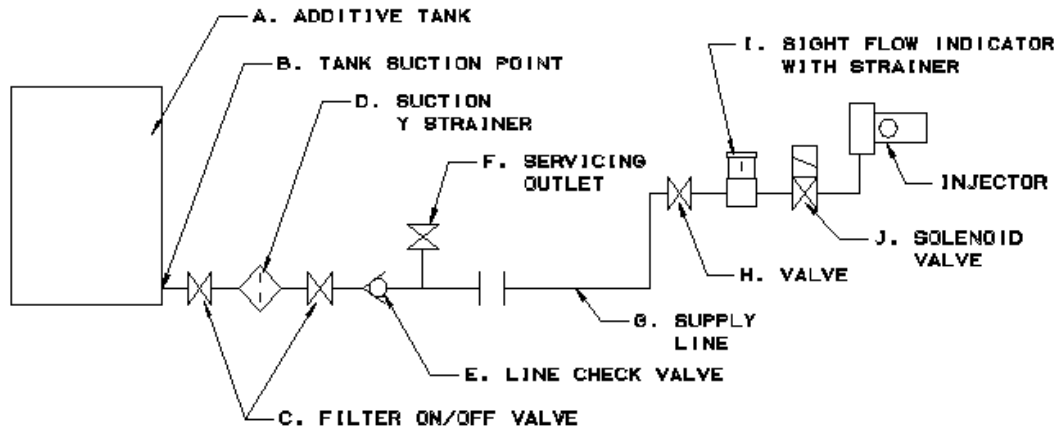 A. ADDITIVE TANK
B. TANK SUCTION POINT
D. SUCTION
Y STRAINER
F. SERVICING
OUTLET
I. SIGHT FLOW INDICATOR
WITH STRAINER
INJECTOR
J. SOLENOID
VALVE
H. VALVE
G. SUPPLY
LINE
E. LINE CHECK VALVE
C. FILTER ON/OFF VALVE